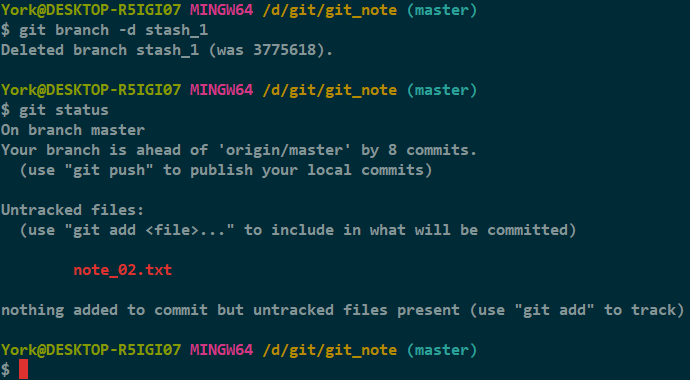 York@DESKTOP-R5IGI07 MINGW64 /d/git/git_note (master)
$ git branch -d stash_1
Deleted branch stash_1 (was 3775618).

York@DESKTOP-R5IGI07 MINGW64 /d/git/git_note (master)
$ git status
On branch master
Your branch is ahead of 'origin/master' by 8 commits.
  (use "git push" to publish your local commits)

Untracked files:
  (use "git add <file>..." to include in what will be committed)

        note_02.txt

nothing added to commit but untracked files present (use "git add" to track)

York@DESKTOP-R5IGI07 MINGW64 /d/git/git_note (master)
$